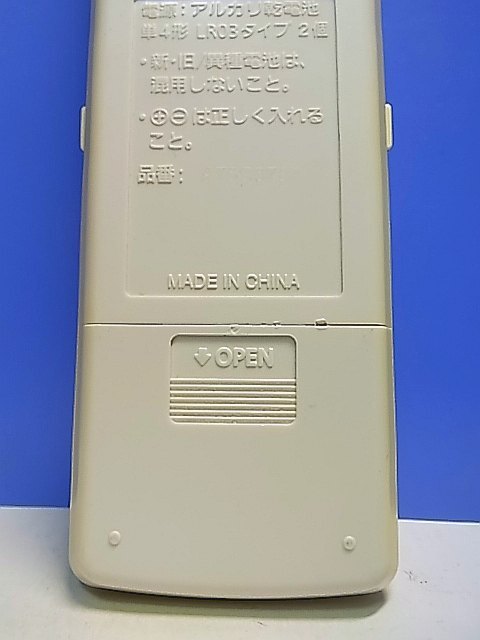 電源：アルカリ乾電池
単4形 LR03タイプ 2個
・新・旧/異種電池は、
混用しないこと。
・⊕⊖は正しく入れる
こと。
品番：
MADE IN CHINA
OPEN